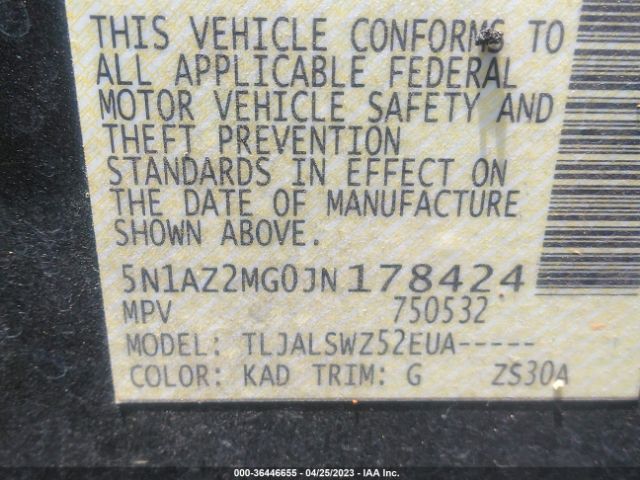 THIS VEHICLE CONFORMS TO
ALL APPLICABLE FEDERAL
MOTOR VEHICLE SAFETY AND
THEFT PREVENTION
STANDARDS IN EFFECT ON
THE DATE OF MANUFACTURE
SHOWN ABOVE.
5N1AZ2MG0JN178424
MPV 750532
MODEL: TLJALSWZ52EUA-----
COLOR: KAD TRIM: G ZS30A
000-36446655 - 04/25/2023 - IAA Inc.